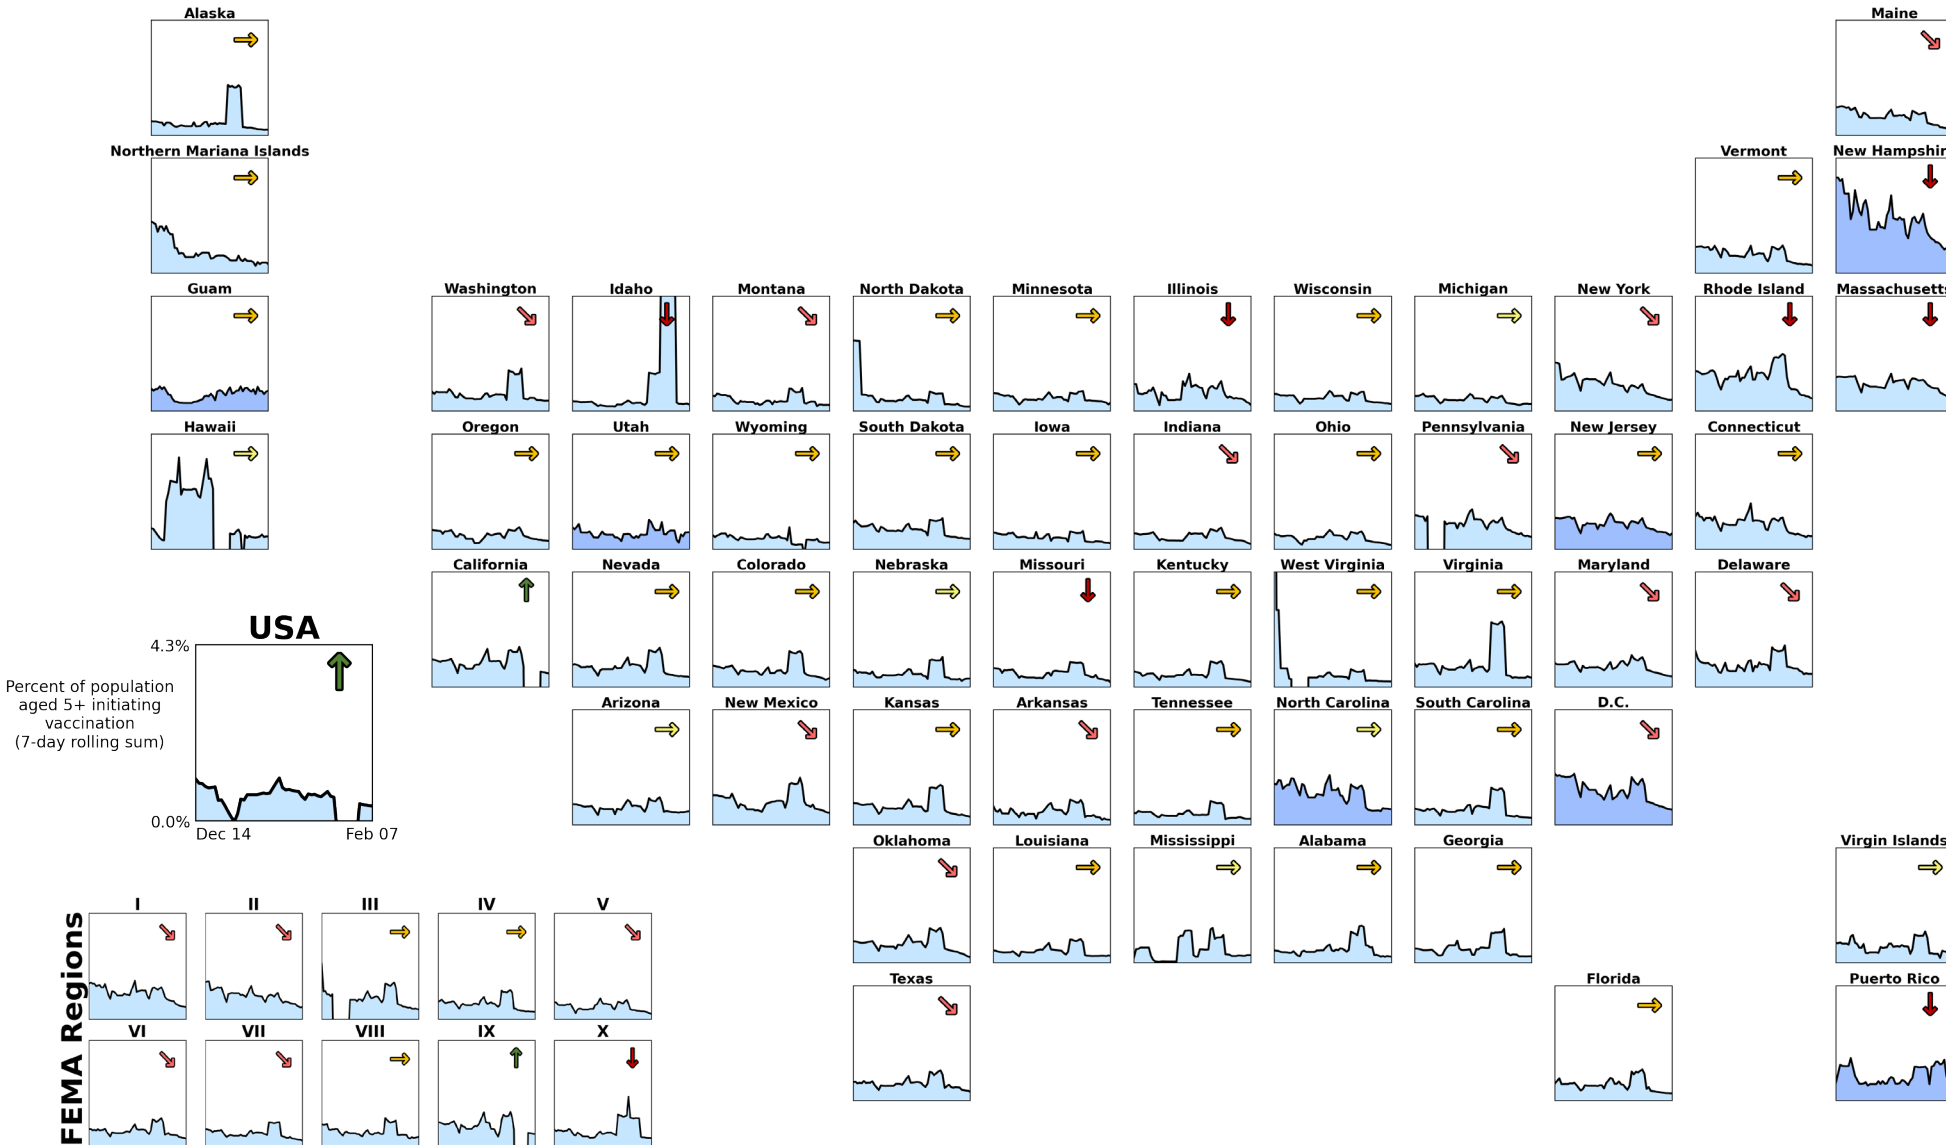 Alaska
Maine
Northern Mariana Islands
Vermont
New Hampshir
Guam
Washington
Idaho
Montana
North Dakota
Minnesota
Illinois
Wisconsin
Michigan
New York
Rhode Island
Massachusetts
Hawaii
Oregon
Utah
Wyoming
South Dakota
Iowa
Indiana
Ohio
Pennsylvania
New Jersey
Connecticut
California
Nevada
Colorado
Nebraska
Missouri
Kentucky
West Virginia
Virginia
Maryland
Delaware
USA
4.3%
Percent of population
aged 5+ initiating
vaccination
(7-day rolling sum)
0.0%
Dec 14
Feb 07
Arizona
New Mexico
Kansas
Arkansas
Tennessee
North Carolina
South Carolina
D.C.
Oklahoma
Louisiana
Mississippi
Alabama
Georgia
Virgin Islands
Texas
Florida
Puerto Rico
FEMA Regions
I
II
III
IV
V
VI
VII
VIII
IX
X